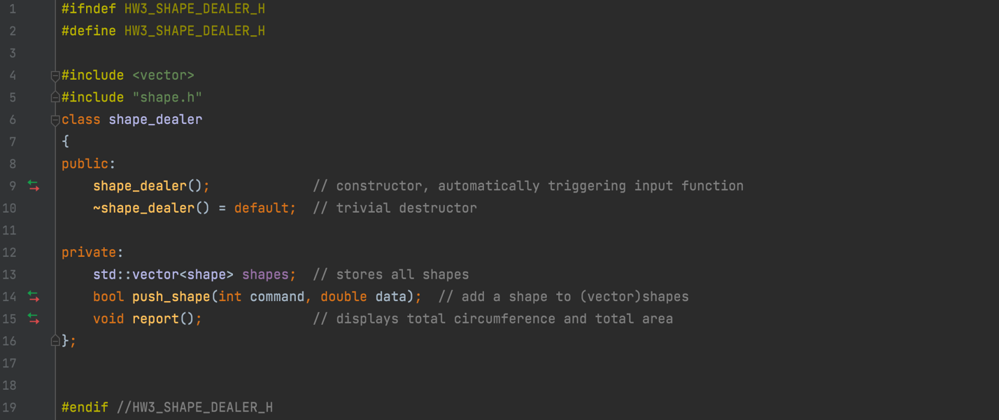 1 #ifndef HW3_SHAPE_DEALER_H
2 #define HW3_SHAPE_DEALER_H
3
4 #include <vector>
5 #include "shape.h"
6 class shape_dealer
7 {
8 public:
9     shape_dealer();             // constructor, automatically triggering input function
10     ~shape_dealer() = default;  // trivial destructor
11
12 private:
13     std::vector<shape> shapes;  // stores all shapes
14     bool push_shape(int command, double data);  // add a shape to (vector)shapes
15     void report();              // displays total circumference and total area
16 };
17
18
19 #endif //HW3_SHAPE_DEALER_H